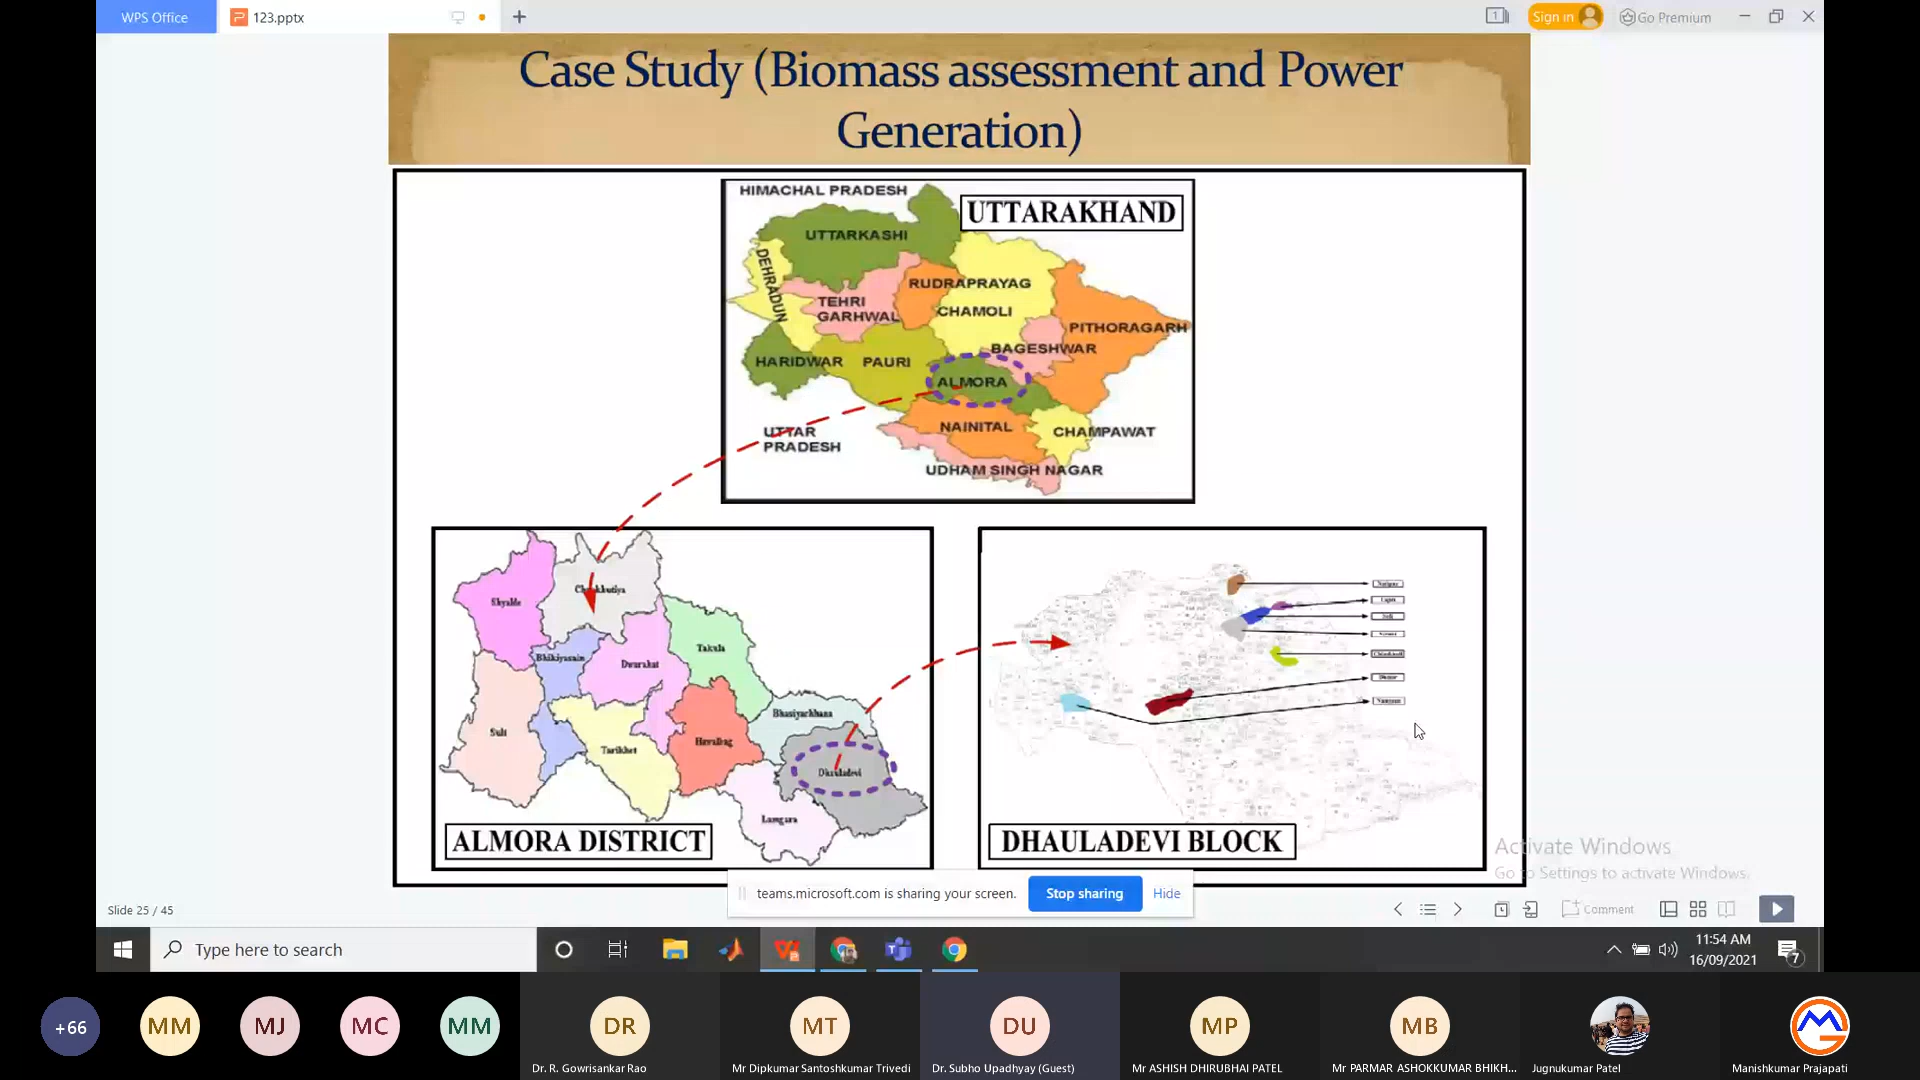 WPS Office
123.pptx
1
Sign in
Go Premium
Case Study (Biomass assessment and Power
Generation)
HIMACHAL PRADESH
UTTARAKHAND
UTTARKASHI
DEHRADUN
RUDRAPRAYAG
TEHRI
GARHWAL
CHAMOLI
PITHORAGARH
BAGESHWAR
HARIDWAR
PAURI
ALMORA
NAINITAL
CHAMPAWAT
UTTAR
PRADESH
UDHAM SINGH NAGAR
Shyalde
Bhikiyasain
Dwarahat
Takula
Bhasiyachhana
Sult
Tarikhet
Hawalbag
Dhauladevi
Lamgara
ALMORA DISTRICT
DHAULADEVI BLOCK
Activate Windows
Go to Settings to activate Windows.
teams.microsoft.com is sharing your screen.
Stop sharing
Hide
Slide 25 / 45
Comment
Type here to search
11:54 AM
16/09/2021
7
+66
MM
MJ
MC
MM
DR
MT
DU
MP
MB
Dr. R. Gowrisankar Rao
Mr Dipkumar Santoshkumar Trivedi
Dr. Subho Upadhyay (Guest)
Mr ASHISH DHIRUBHAI PATEL
Mr PARMAR ASHOKKUMAR BHIKH...
Jugnukumar Patel
Manishkumar Prajapati